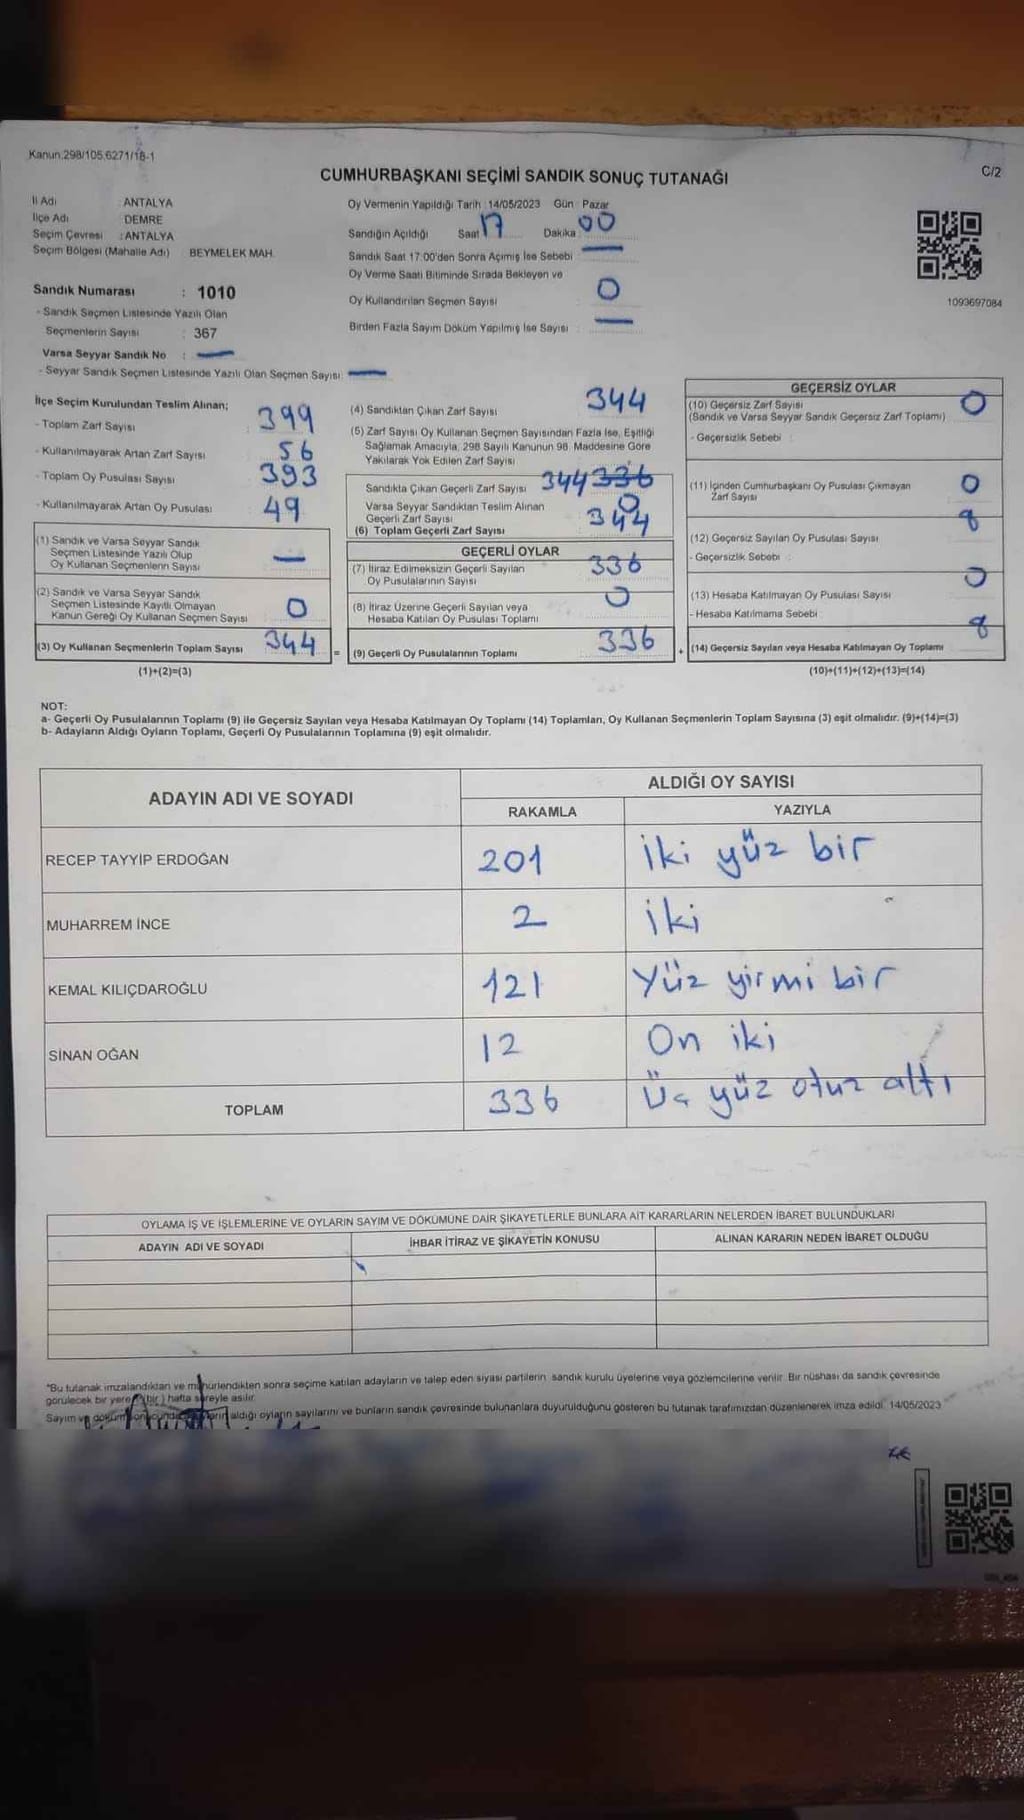 Kanun.298/105.6271/18-1
C/2
CUMHURBAŞKANI SEÇİMİ SANDIK SONUÇ TUTANAĞI
İl Adı : ANTALYA
İlçe Adı : DEMRE
Seçim Çevresi : ANTALYA
Seçim Bölgesi (Mahalle Adı) BEYMELEK MAH.
Sandık Numarası : 1010
- Sandık Seçmen Listesinde Yazılı Olan
Seçmenlerin Sayısı : 367
Varsa Seyyar Sandık No : —
- Seyyar Sandık Seçmen Listesinde Yazılı Olan Seçmen Sayısı: —
Oy Vermenin Yapıldığı Tarih : 14/05/2023 Gün : Pazar
Sandığın Açıldığı Saat 17 Dakika : 00
Sandık Saat 17:00'den Sonra Açımış İse Sebebi : —
Oy Verme Saati Bitiminde Sırada Bekleyen ve
Oy Kullandırılan Seçmen Sayısı 0
Birden Fazla Sayım Döküm Yapılmış İse Sayısı : —
1093697084
İlçe Seçim Kurulundan Teslim Alınan;
- Toplam Zarf Sayısı 399
- Kullanılmayarak Artan Zarf Sayısı 56
- Toplam Oy Pusulası Sayısı 393
- Kullanılmayarak Artan Oy Pusulası 49
(1) Sandık ve Varsa Seyyar Sandık
Seçmen Listesinde Yazılı Olup
Oy Kullanan Seçmenlerin Sayısı —
(2) Sandık ve Varsa Seyyar Sandık
Seçmen Listesinde Kayıtlı Olmayan
Kanun Gereği Oy Kullanan Seçmen Sayısı 0
(3) Oy Kullanan Seçmenlerin Toplam Sayısı 344 =
(1)+(2)=(3)
(4) Sandıktan Çıkan Zarf Sayısı 344
(5) Zarf Sayısı Oy Kullanan Seçmen Sayısından Fazla İse, Eşitliği
Sağlamak Amacıyla, 298 Sayılı Kanunun 98. Maddesine Göre
Yakılarak Yok Edilen Zarf Sayısı
Sandıkta Çıkan Geçerli Zarf Sayısı 344 336
Varsa Seyyar Sandıktan Teslim Alınan
Geçerli Zarf Sayısı 0
(6) Toplam Geçerli Zarf Sayısı 344
GEÇERLİ OYLAR
(7) İtiraz Edilmeksizin Geçerli Sayılan
Oy Pusulalarının Sayısı 336
(8) İtiraz Üzerine Geçerli Sayılan veya
Hesaba Katılan Oy Pusulası Toplamı 0
(9) Geçerli Oy Pusulalarının Toplamı 336 +
GEÇERSİZ OYLAR
(10) Geçersiz Zarf Sayısı 0
(Sandık ve Varsa Seyyar Sandık Geçersiz Zarf Toplamı)
- Geçersizlik Sebebi :
(11) İçinden Cumhurbaşkanı Oy Pusulası Çıkmayan
Zarf Sayısı 0
(12) Geçersiz Sayılan Oy Pusulası Sayısı 8
- Geçersizlik Sebebi :
(13) Hesaba Katılmayan Oy Pusulası Sayısı 0
- Hesaba Katılmama Sebebi :
(14) Geçersiz Sayılan veya Hesaba Katılmayan Oy Toplamı 8
(10)+(11)+(12)+(13)=(14)
NOT:
a- Geçerli Oy Pusulalarının Toplamı (9) ile Geçersiz Sayılan veya Hesaba Katılmayan Oy Toplamı (14) Toplamları, Oy Kullanan Seçmenlerin Toplam Sayısına (3) eşit olmalıdır. (9)+(14)=(3)
b- Adayların Aldığı Oyların Toplamı, Geçerli Oy Pusulalarının Toplamına (9) eşit olmalıdır.
ADAYIN ADI VE SOYADI ALDIĞI OY SAYISI
RAKAMLA YAZIYLA
RECEP TAYYİP ERDOĞAN 201 İki yüz bir
MUHARREM İNCE 2 İki
KEMAL KILIÇDAROĞLU 121 Yüz yirmi bir
SİNAN OĞAN 12 On iki
TOPLAM 336 Üç yüz otuz altı
OYLAMA İŞ VE İŞLEMLERİNE VE OYLARIN SAYIM VE DÖKÜMÜNE DAİR ŞİKAYETLERLE BUNLARA AİT KARARLARIN NELERDEN İBARET BULUNDUKLARI
ADAYIN ADI VE SOYADI İHBAR İTİRAZ VE ŞİKAYETİN KONUSU ALINAN KARARIN NEDEN İBARET OLDUĞU
*Bu tutanak imzalandıktan ve mühürlendikten sonra seçime katılan adayların ve talep eden siyasi partilerin sandık kurulu üyelerine veya gözlemcilerine verilir. Bir nüshası da sandık çevresinde
görülecek bir yere (bir) hafta süreyle asılır.
Sayım ve döküm sonucunda aldığı oyların sayılarını ve bunların sandık çevresinde bulunanlara duyurulduğunu gösteren bu tutanak tarafımızdan düzenlenerek imza edildi. 14/05/2023